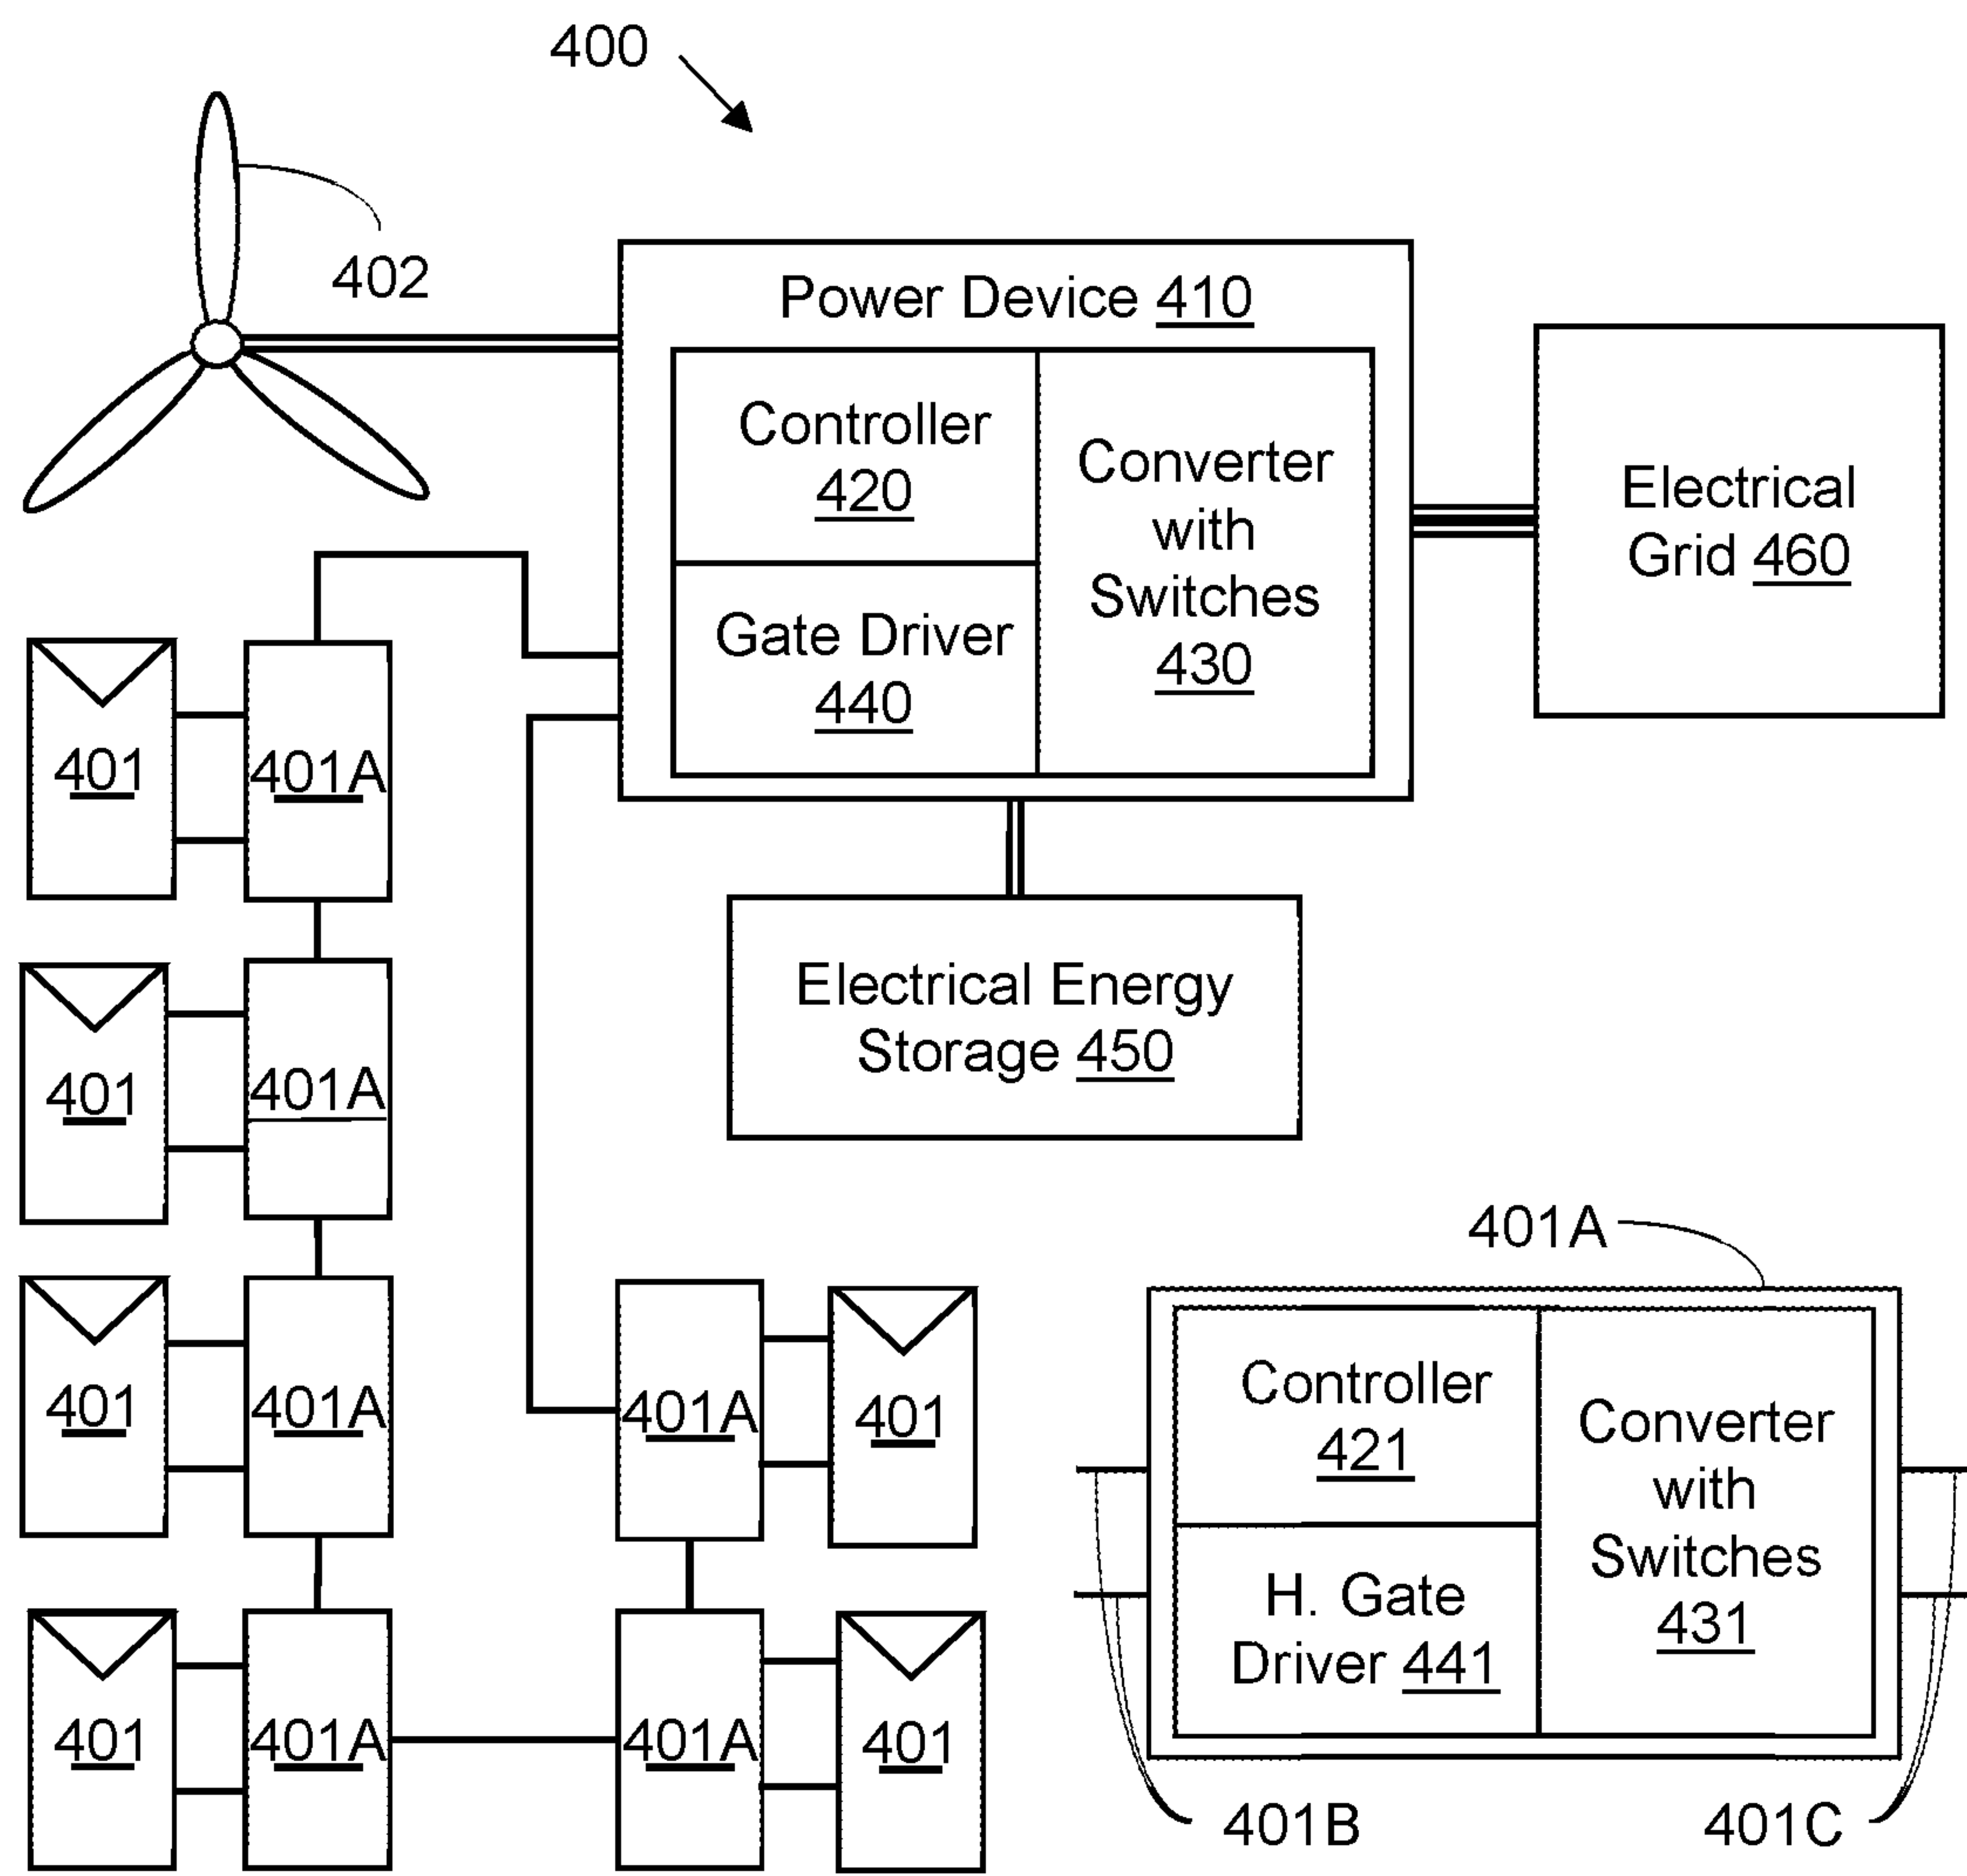 400
402
Power Device 410
Controller
420
Gate Driver
440
Converter
with
Switches
430
Electrical
Grid 460
Electrical Energy
Storage 450
401
401A
401
401A
401
401A
401
401A
401A
401
401A
401
401A
Controller
421
H. Gate
Driver 441
Converter
with
Switches
431
401B
401C